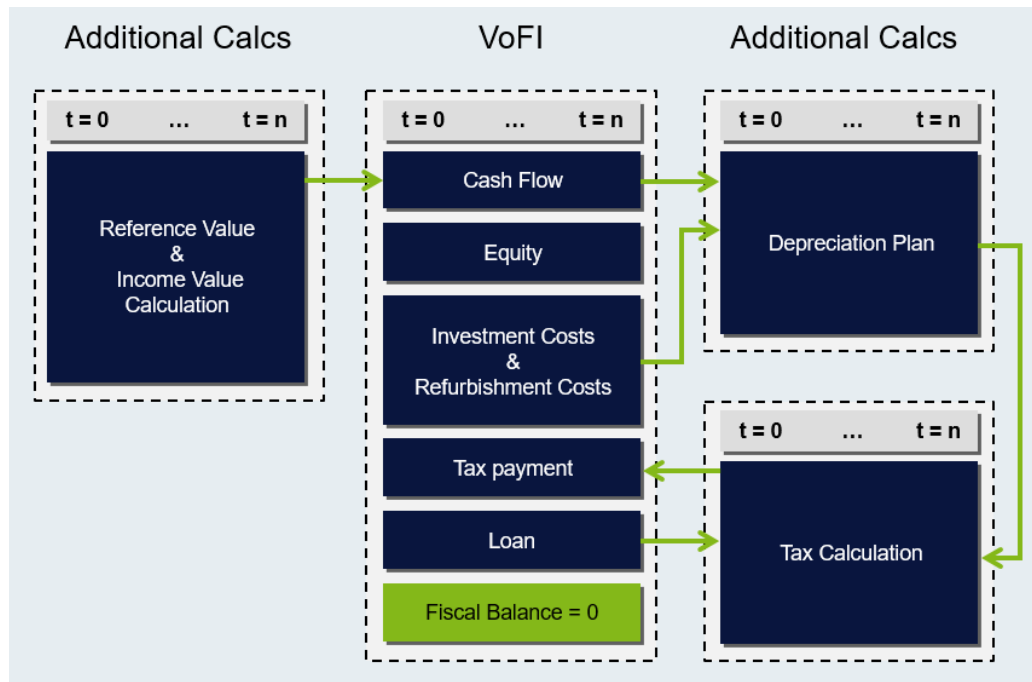 Additional Calcs
VoFI
Additional Calcs
t = 0 ... t = n
Reference Value
&
Income Value
Calculation
t = 0 ... t = n
Cash Flow
Equity
Investment Costs
&
Refurbishment Costs
Tax payment
Loan
Fiscal Balance = 0
t = 0 ... t = n
Depreciation Plan
t = 0 ... t = n
Tax Calculation